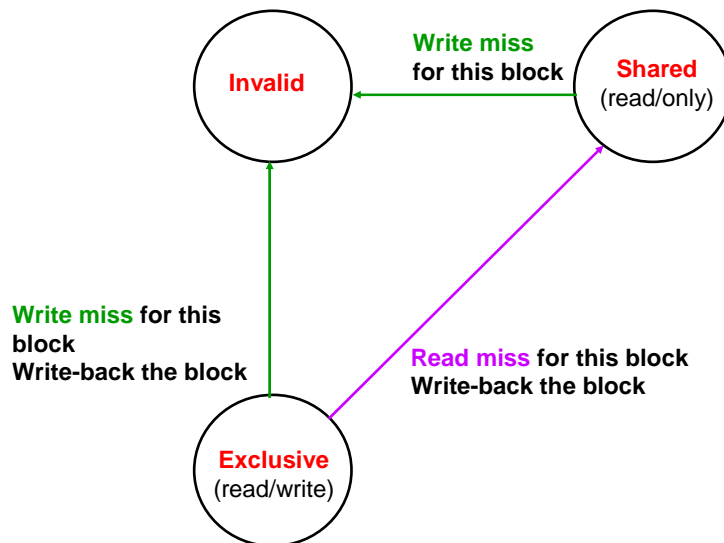 Invalid
Write miss
for this block
Shared
(read/only)
Write miss for this
block
Write-back the block
Read miss for this block
Write-back the block
Exclusive
(read/write)